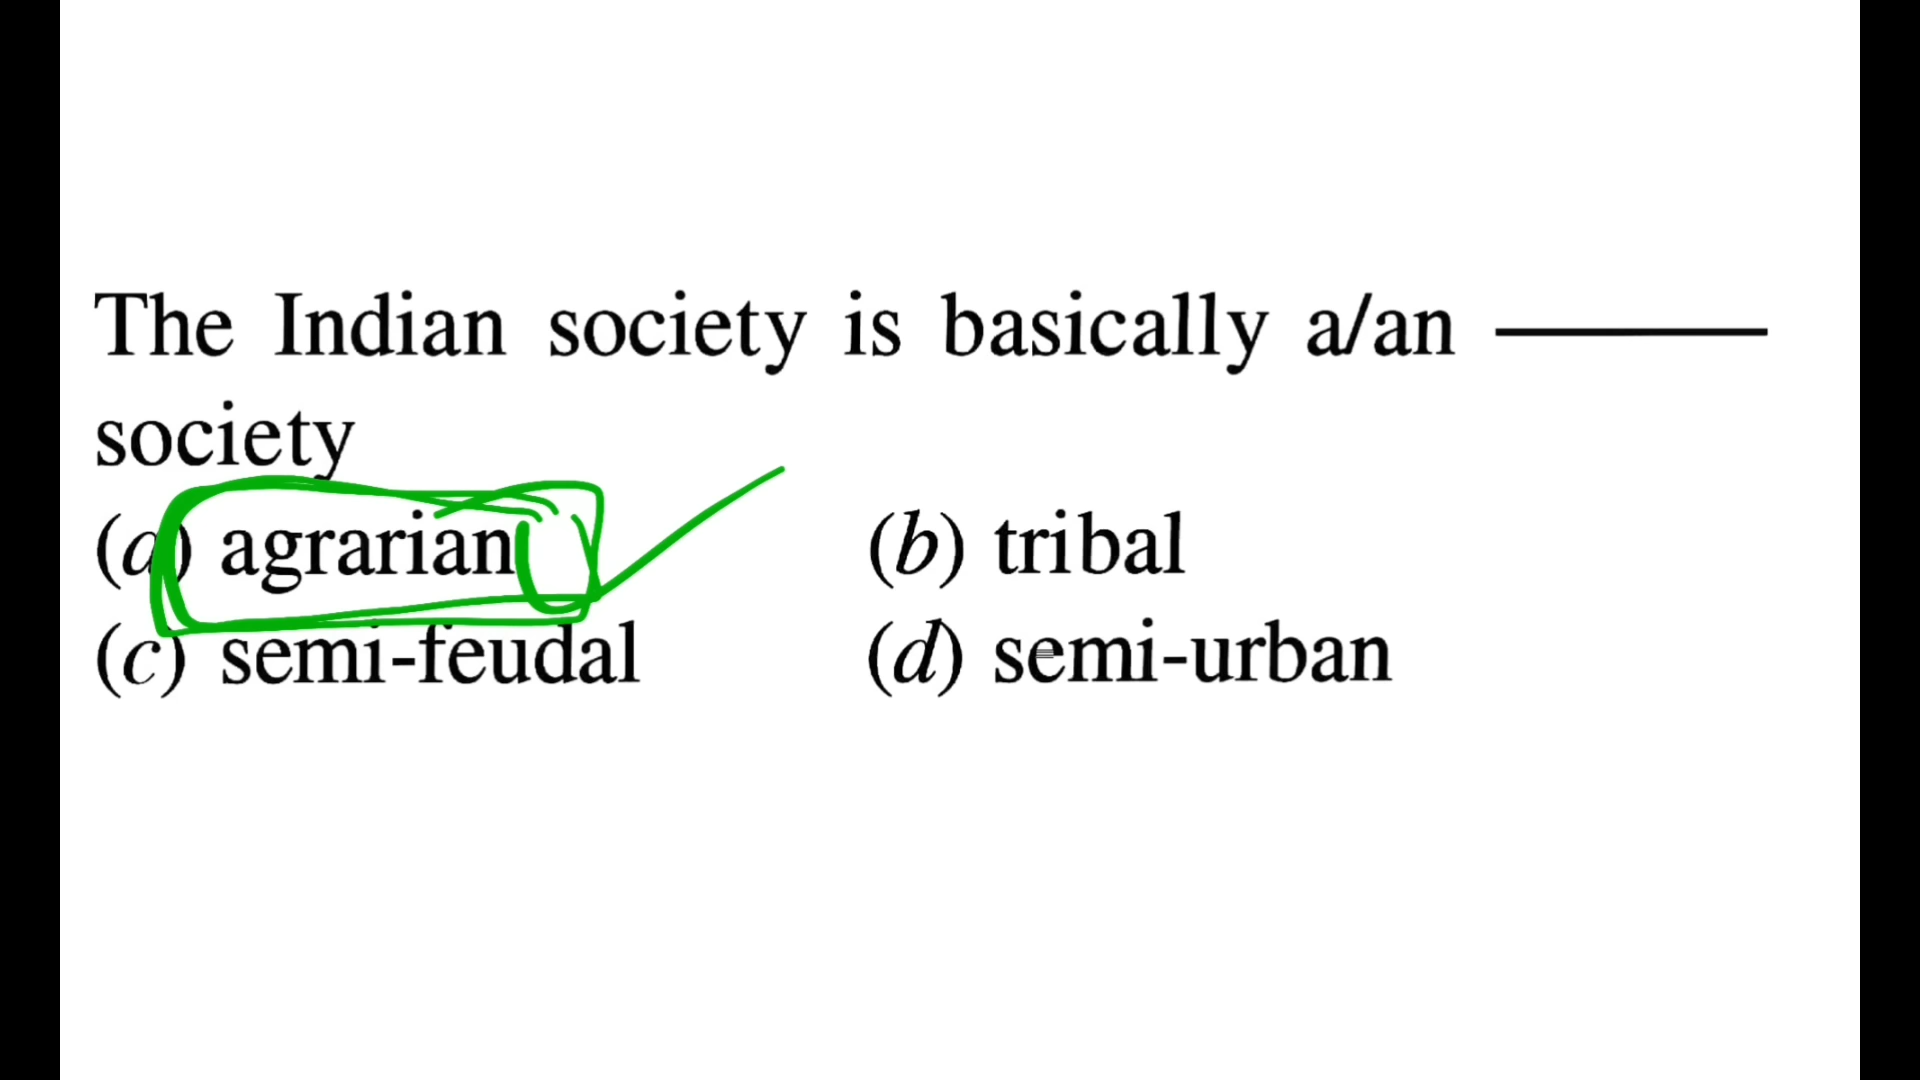 The Indian society is basically a/an ———
society
(a) agrarian (b) tribal
(c) semi-feudal (d) semi-urban